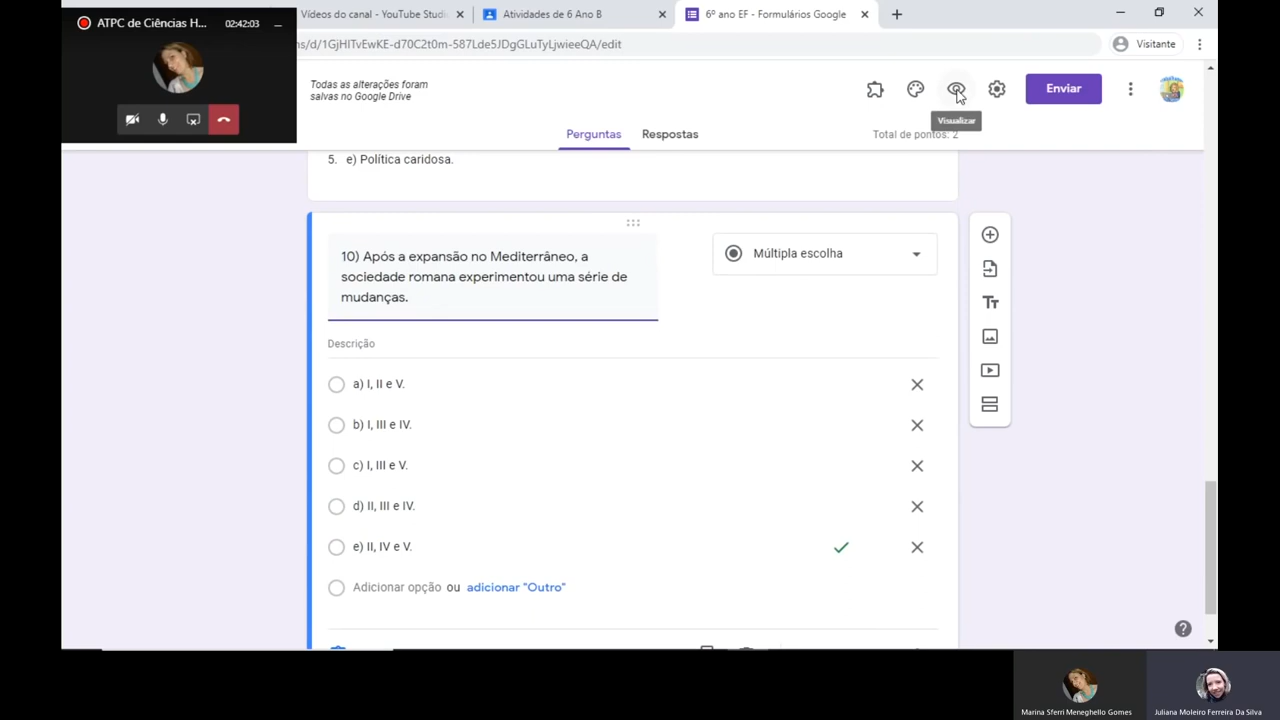 ATPC de Ciências H...
02:42:03
Vídeos do canal - YouTube Studi
Atividades de 6 Ano B
6º ano EF - Formulários Google
ns/d/1GjHITvEwKE-d70C2t0m-587Lde5JDgGLuTyLjwieeQA/edit
Visitante
Todas as alterações foram
salvas no Google Drive
Enviar
Visualizar
Perguntas
Respostas
Total de pontos: 2
5. e) Política caridosa.
10) Após a expansão no Mediterrâneo, a
sociedade romana experimentou uma série de
mudanças.
Múltipla escolha
Descrição
a) I, II e V.
b) I, III e IV.
c) I, III e V.
d) II, III e IV.
e) II, IV e V.
Adicionar opção ou adicionar "Outro"
Marina Sferri Meneghello Gomes
Juliana Moleiro Ferreira Da Silva